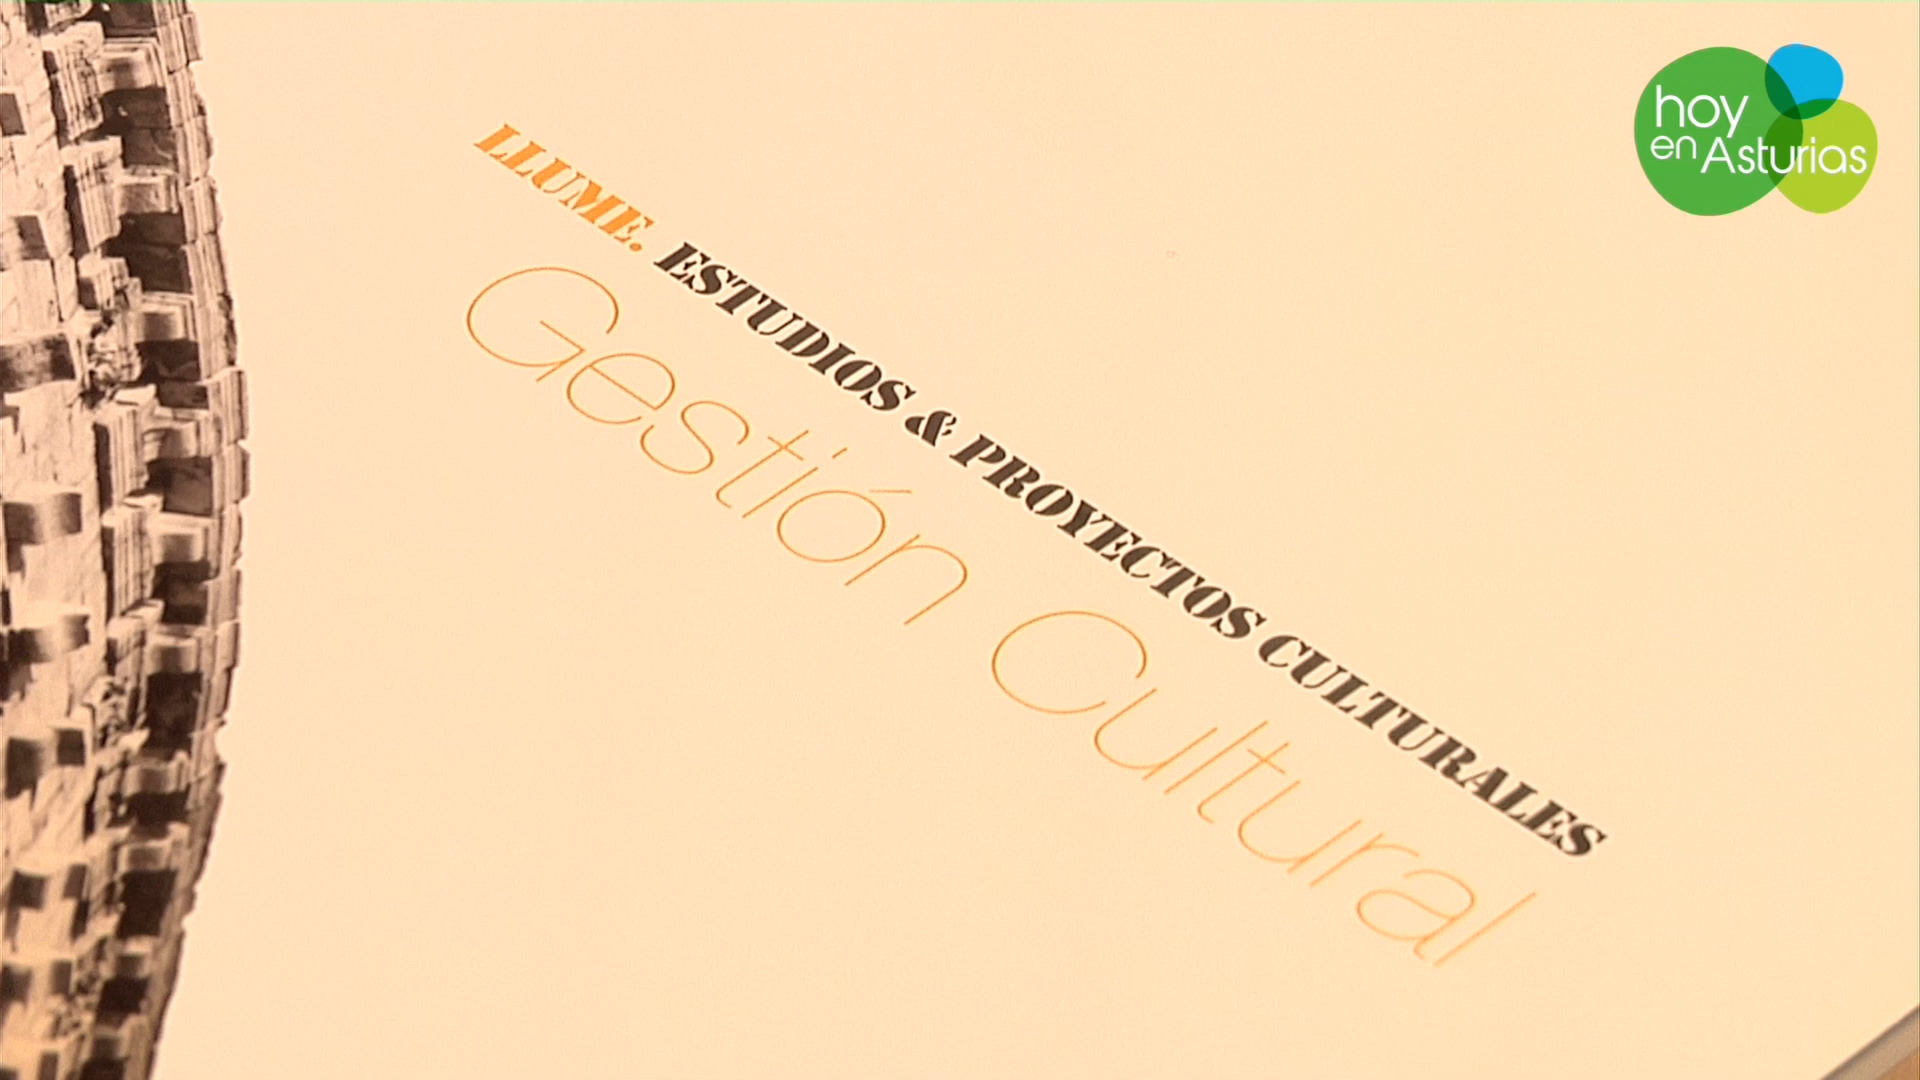 LLUME. ESTUDIOS & PROYECTOS CULTURALES
Gestión Cultural
hoy
en Asturias